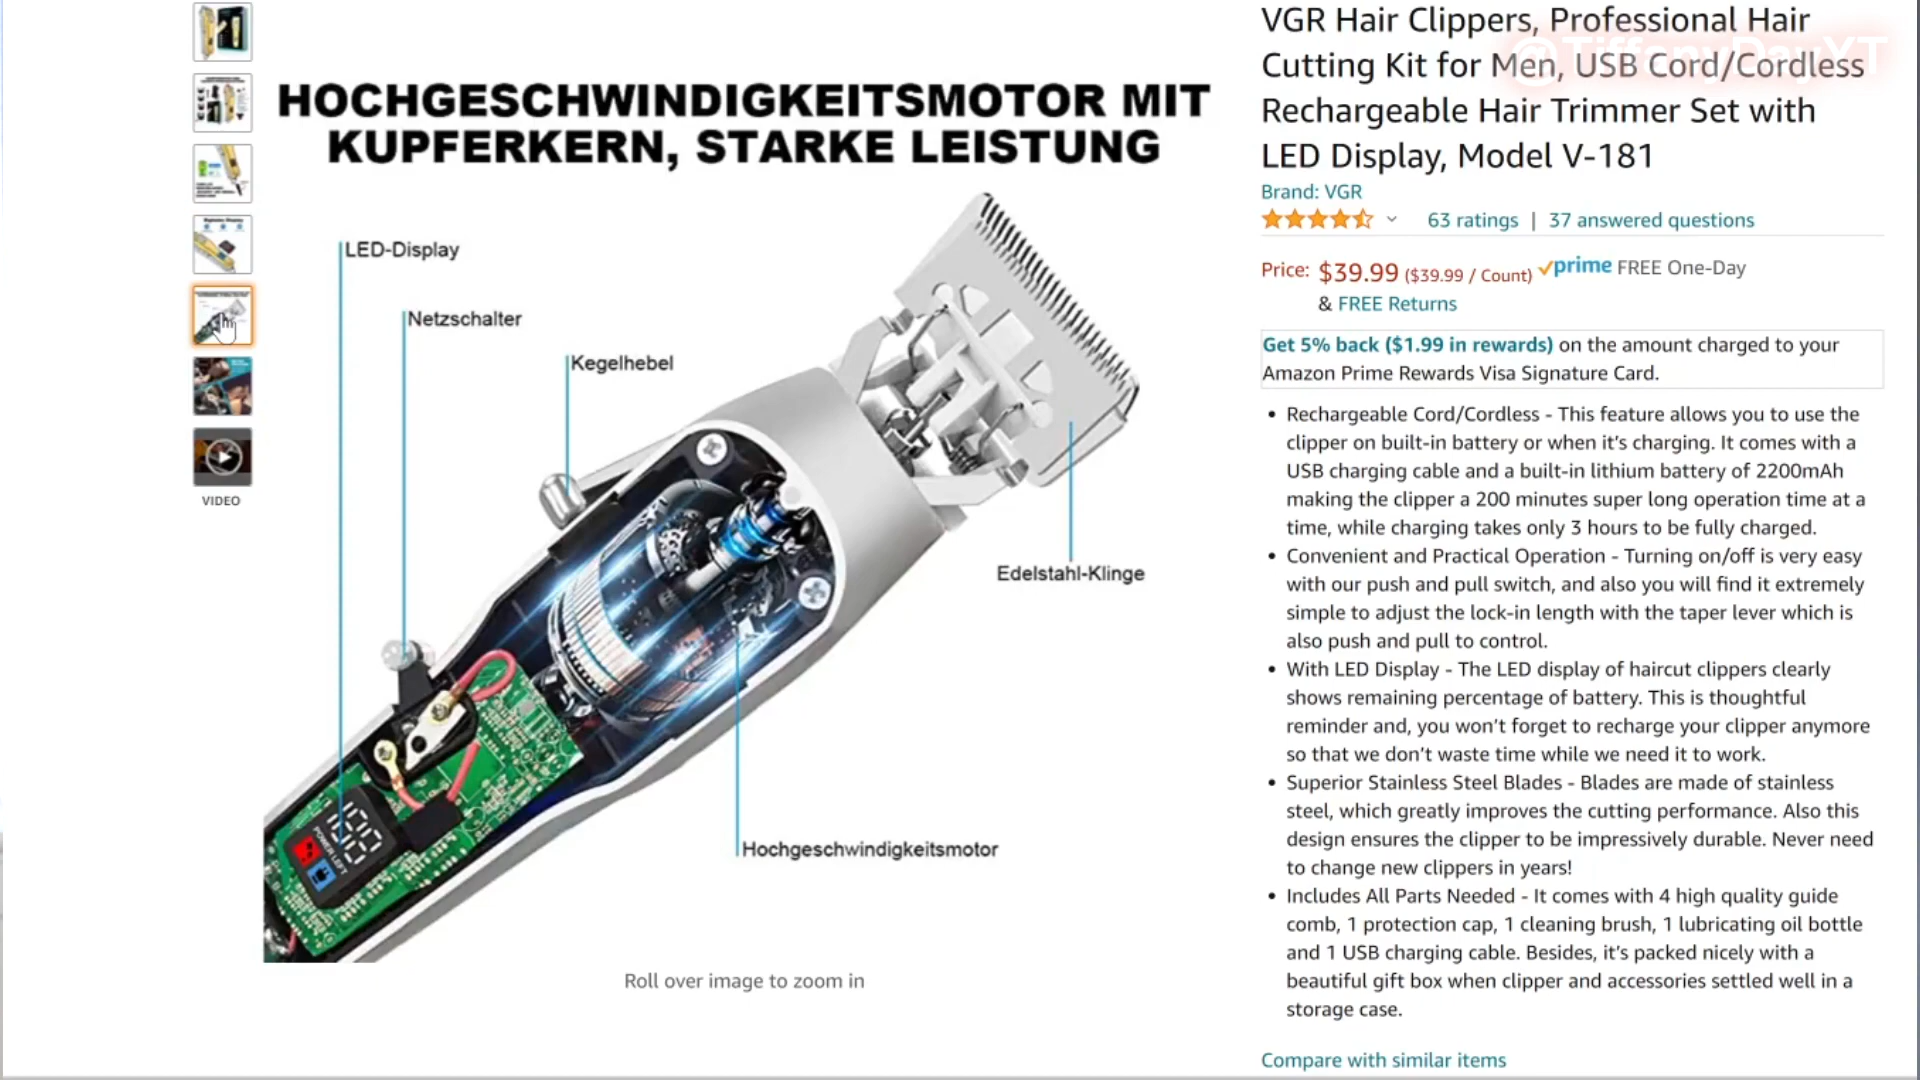 HOCHGESCHWINDIGKEITSMOTOR MIT
KUPFERKERN, STARKE LEISTUNG
LED-Display
Netzschalter
Kegelhebel
Edelstahl-Klinge
Hochgeschwindigkeitsmotor
POWER LEFT
VIDEO
Roll over image to zoom in
@TiffanyDayYT
VGR Hair Clippers, Professional Hair
Cutting Kit for Men, USB Cord/Cordless
Rechargeable Hair Trimmer Set with
LED Display, Model V-181
Brand: VGR
63 ratings | 37 answered questions
Price: $39.99 ($39.99 / Count) prime FREE One-Day
& FREE Returns
Get 5% back ($1.99 in rewards) on the amount charged to your
Amazon Prime Rewards Visa Signature Card.
• Rechargeable Cord/Cordless - This feature allows you to use the
clipper on built-in battery or when it’s charging. It comes with a
USB charging cable and a built-in lithium battery of 2200mAh
making the clipper a 200 minutes super long operation time at a
time, while charging takes only 3 hours to be fully charged.
• Convenient and Practical Operation - Turning on/off is very easy
with our push and pull switch, and also you will find it extremely
simple to adjust the lock-in length with the taper lever which is
also push and pull to control.
• With LED Display - The LED display of haircut clippers clearly
shows remaining percentage of battery. This is thoughtful
reminder and, you won’t forget to recharge your clipper anymore
so that we don’t waste time while we need it to work.
• Superior Stainless Steel Blades - Blades are made of stainless
steel, which greatly improves the cutting performance. Also this
design ensures the clipper to be impressively durable. Never need
to change new clippers in years!
• Includes All Parts Needed - It comes with 4 high quality guide
comb, 1 protection cap, 1 cleaning brush, 1 lubricating oil bottle
and 1 USB charging cable. Besides, it’s packed nicely with a
beautiful gift box when clipper and accessories settled well in a
storage case.
Compare with similar items